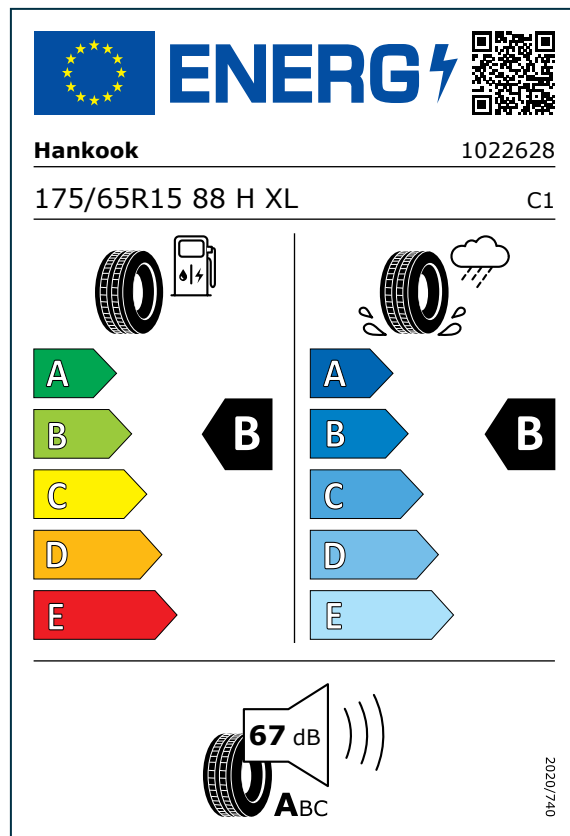 ENERG
Hankook 1022628
175/65R15 88 H XL C1
A A
B B B B
C C
D D
E E
67 dB
ABC
2020/740